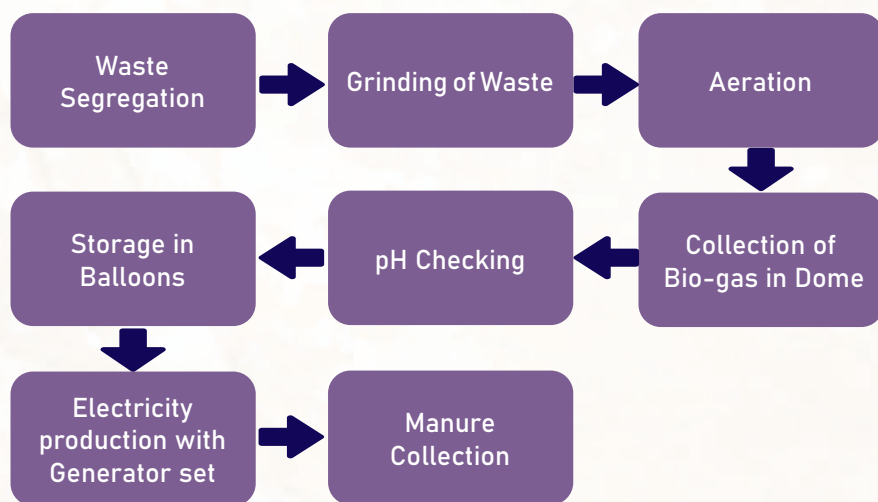 Waste
Segregation
Grinding of Waste
Aeration
Collection of
Bio-gas in Dome
pH Checking
Storage in
Balloons
Electricity
production with
Generator set
Manure
Collection